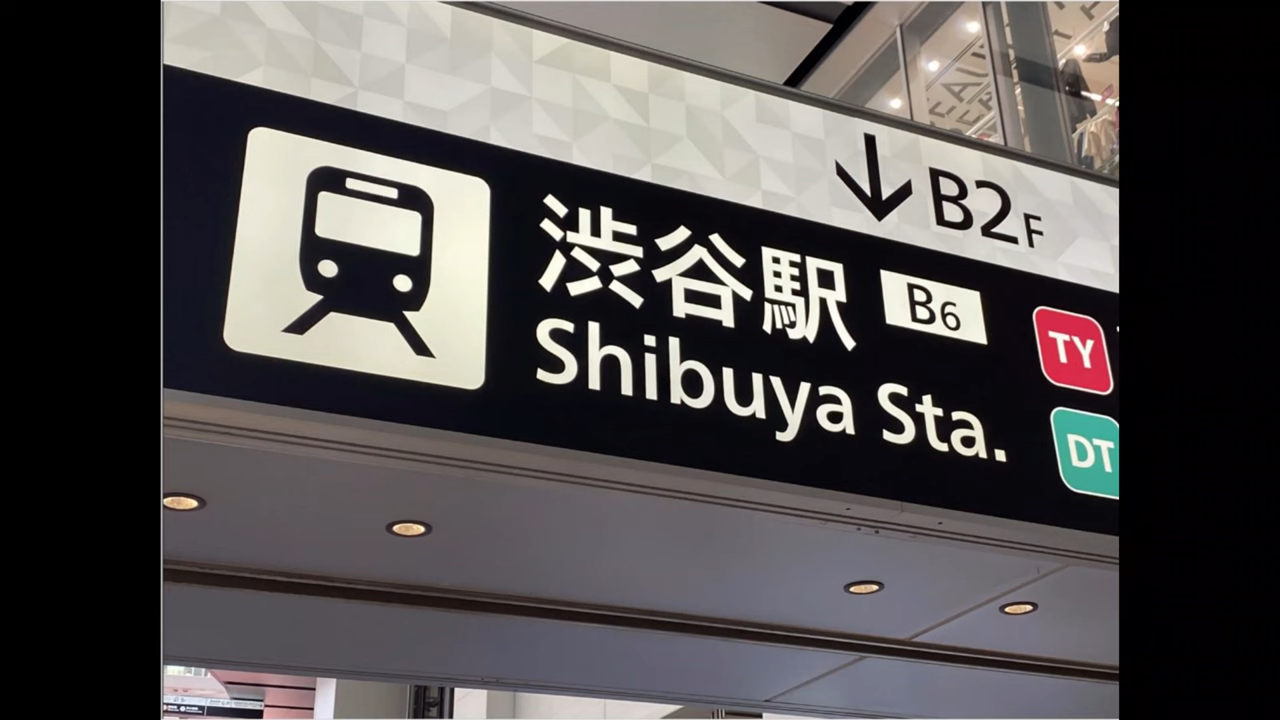 ↓ B2F
渋谷駅 B6
Shibuya Sta.
TY
DT